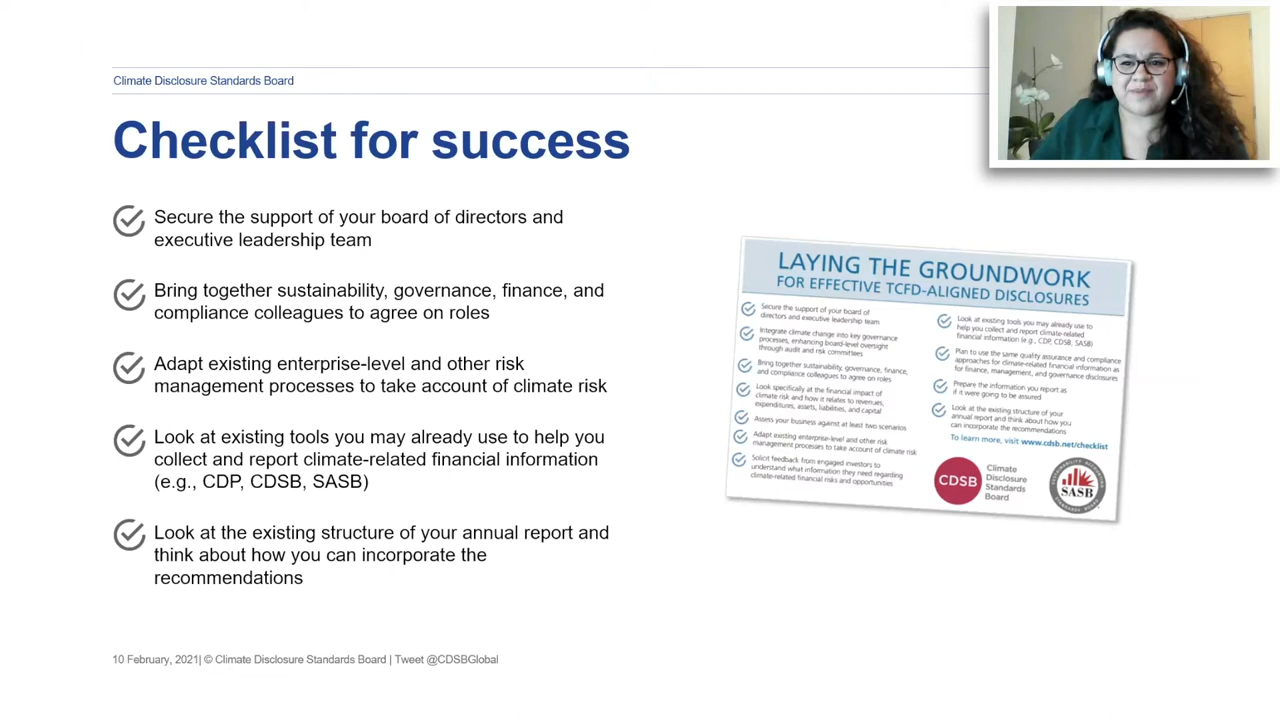 Climate Disclosure Standards Board
Checklist for success
Secure the support of your board of directors and
executive leadership team
Bring together sustainability, governance, finance, and
compliance colleagues to agree on roles
Adapt existing enterprise-level and other risk
management processes to take account of climate risk
Look at existing tools you may already use to help you
collect and report climate-related financial information
(e.g., CDP, CDSB, SASB)
Look at the existing structure of your annual report and
think about how you can incorporate the
recommendations
LAYING THE GROUNDWORK
FOR EFFECTIVE TCFD-ALIGNED DISCLOSURES
Secure the support of your board of
directors and executive leadership team
Integrate climate change into key governance
processes, enhancing board-level oversight
through audit and risk committees
Bring together sustainability, governance, finance,
and compliance colleagues to agree on roles
Look specifically at the financial impact of
climate risk and how it relates to revenues,
expenditures, assets, liabilities, and capital
Assess your business against at least two scenarios
Adapt existing enterprise-level and other risk
management processes to take account of climate risk
Solicit feedback from engaged investors to
understand what information they need regarding
climate-related financial risks and opportunities
Look at existing tools you may already use to
help you collect and report climate-related
financial information (e.g., CDP, CDSB, SASB)
Plan to use the same quality assurance and compliance
approaches for climate-related financial information as
for finance, management, and governance disclosures
Prepare the information you report as
if it were going to be assured
Look at the existing structure of your
annual report and think about how you
can incorporate the recommendations
To learn more, visit www.cdsb.net/checklist
CDSB
Climate
Disclosure
Standards
Board
SASB
10 February, 2021| © Climate Disclosure Standards Board | Tweet @CDSBGlobal